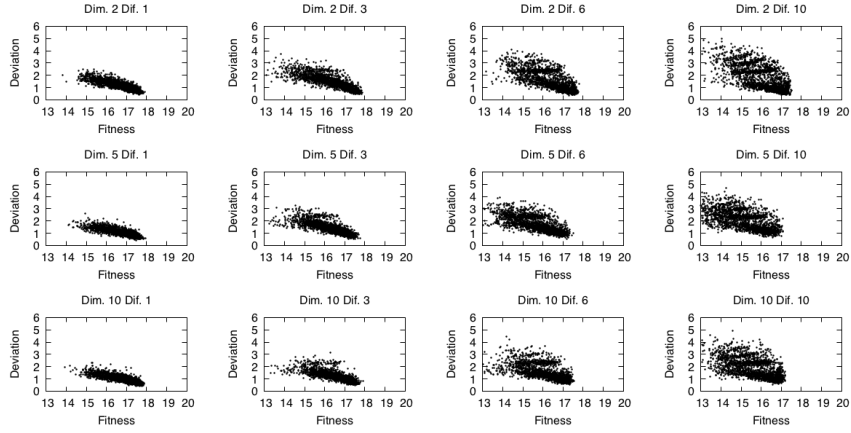 Dim. 2 Dif. 1
Dim. 2 Dif. 3
Dim. 2 Dif. 6
Dim. 2 Dif. 10
Deviation
6
5
4
3
2
1
0
13 14 15 16 17 18 19 20
Fitness
Deviation
6
5
4
3
2
1
0
13 14 15 16 17 18 19 20
Fitness
Deviation
6
5
4
3
2
1
0
13 14 15 16 17 18 19 20
Fitness
Deviation
6
5
4
3
2
1
0
13 14 15 16 17 18 19 20
Fitness
Dim. 5 Dif. 1
Dim. 5 Dif. 3
Dim. 5 Dif. 6
Dim. 5 Dif. 10
Deviation
6
5
4
3
2
1
0
13 14 15 16 17 18 19 20
Fitness
Deviation
6
5
4
3
2
1
0
13 14 15 16 17 18 19 20
Fitness
Deviation
6
5
4
3
2
1
0
13 14 15 16 17 18 19 20
Fitness
Deviation
6
5
4
3
2
1
0
13 14 15 16 17 18 19 20
Fitness
Dim. 10 Dif. 1
Dim. 10 Dif. 3
Dim. 10 Dif. 6
Dim. 10 Dif. 10
Deviation
6
5
4
3
2
1
0
13 14 15 16 17 18 19 20
Fitness
Deviation
6
5
4
3
2
1
0
13 14 15 16 17 18 19 20
Fitness
Deviation
6
5
4
3
2
1
0
13 14 15 16 17 18 19 20
Fitness
Deviation
6
5
4
3
2
1
0
13 14 15 16 17 18 19 20
Fitness